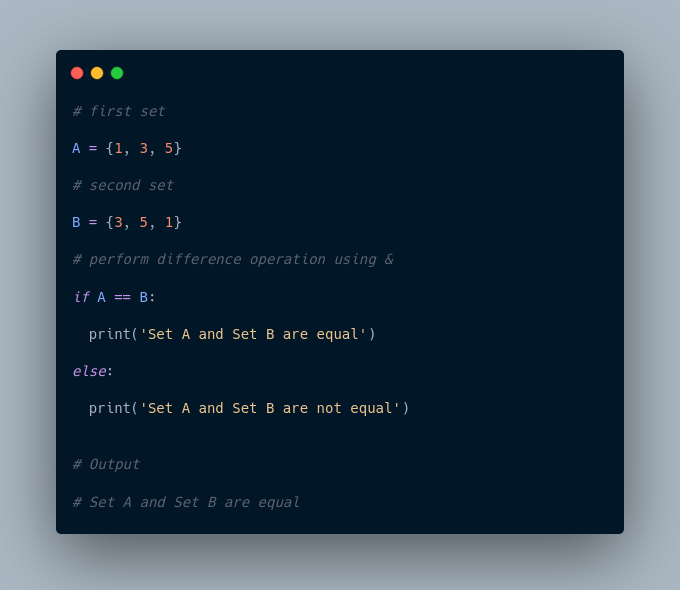 # first set
A = {1, 3, 5}
# second set
B = {3, 5, 1}
# perform difference operation using &
if A == B:
  print('Set A and Set B are equal')
else:
  print('Set A and Set B are not equal')
# Output
# Set A and Set B are equal